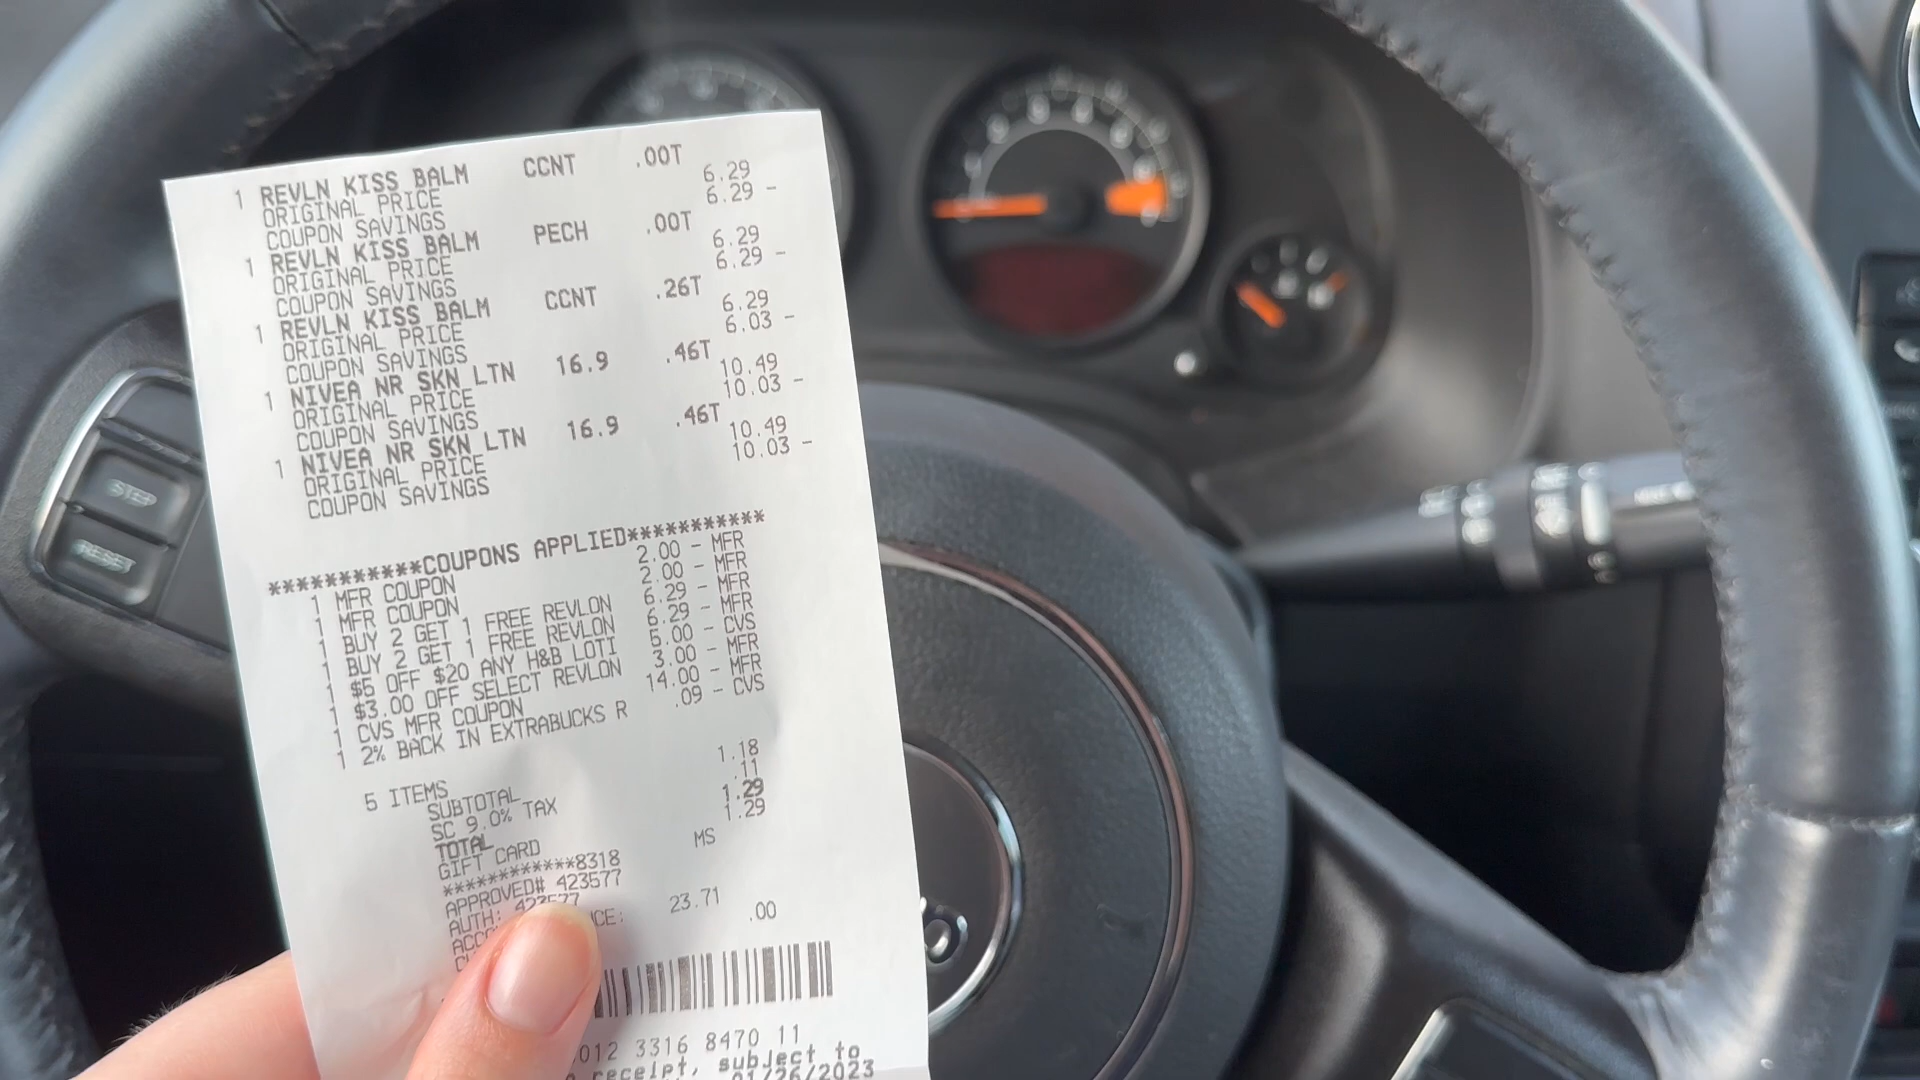 1 REVLN KISS BALM CCNT .00T
ORIGINAL PRICE 6.29
COUPON SAVINGS 6.29 -
1 REVLN KISS BALM PECH .00T
ORIGINAL PRICE 6.29
COUPON SAVINGS 6.29 -
1 REVLN KISS BALM CCNT .26T
ORIGINAL PRICE 6.29
COUPON SAVINGS 6.03 -
1 NIVEA NR SKN LTN 16.9 .46T
ORIGINAL PRICE 10.49
COUPON SAVINGS 10.03 -
1 NIVEA NR SKN LTN 16.9 .46T
ORIGINAL PRICE 10.49
COUPON SAVINGS 10.03 -
***********COUPONS APPLIED***********
1 MFR COUPON 2.00 - MFR
1 MFR COUPON 2.00 - MFR
1 BUY 2 GET 1 FREE REVLON 6.29 - MFR
1 BUY 2 GET 1 FREE REVLON 6.29 - MFR
1 $5 OFF $20 ANY H&B LOTI 5.00 - CVS
1 $3.00 OFF SELECT REVLON 3.00 - MFR
1 CVS MFR COUPON 14.00 - MFR
1 2% BACK IN EXTRABUCKS R .09 - CVS
5 ITEMS
SUBTOTAL 1.18
SC 9.0% TAX .11
TOTAL 1.29
GIFT CARD 1.29
************8318 MS
APPROVED# 423577
AUTH: 423577
23.71
.00
012 3316 8470 11
receipt, subject to
01/26/2023
STEP
RESET